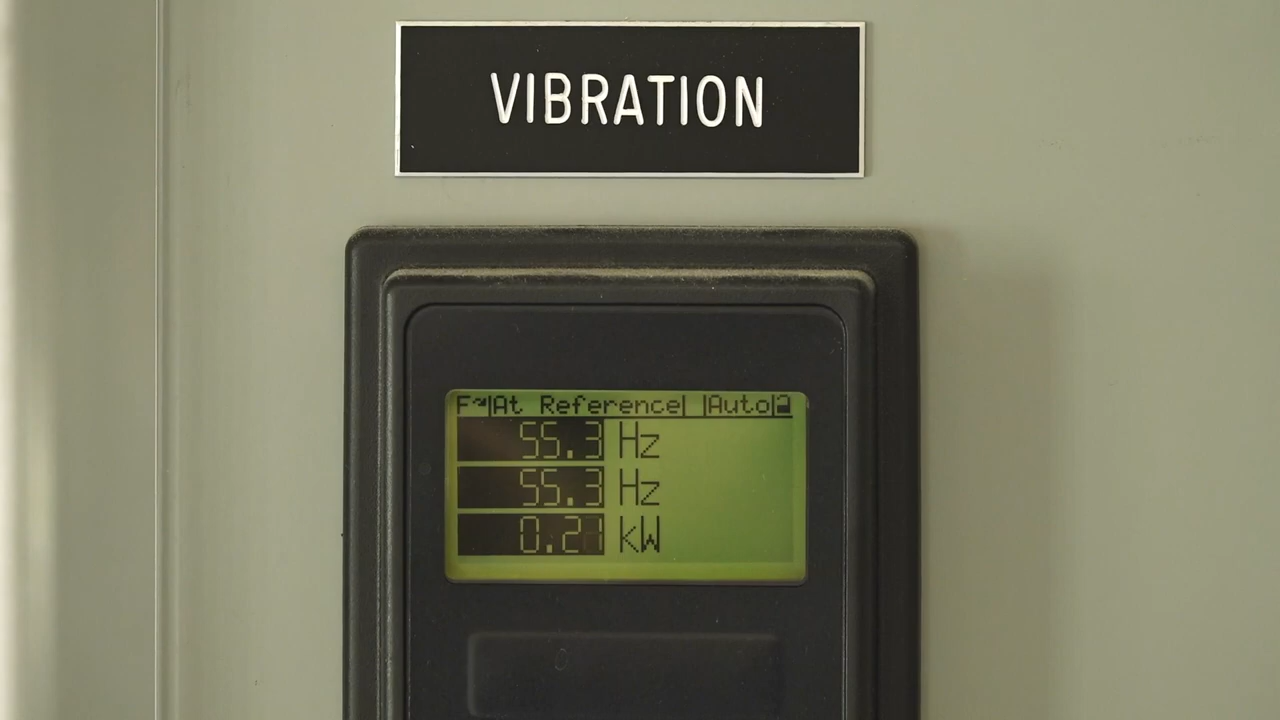 VIBRATION
F |At Reference| |Auto|
55.3 Hz
55.3 Hz
0.21 kW